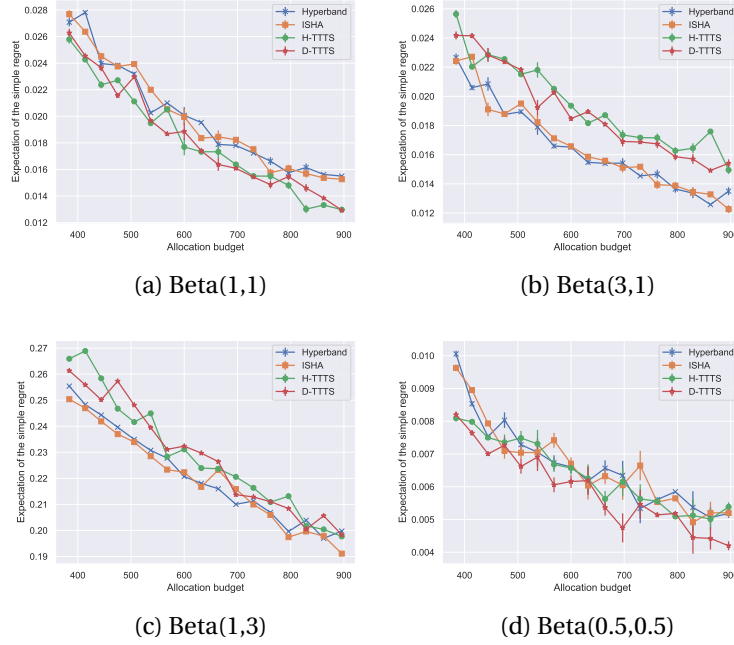 0.028
0.026
0.024
0.022
0.020
0.018
0.016
0.014
0.012
Expectation of the simple regret
400 500 600 700 800 900
Allocation budget
Hyperband
ISHA
H-TTTS
D-TTTS
(a) Beta(1,1)
0.026
0.024
0.022
0.020
0.018
0.016
0.014
0.012
Expectation of the simple regret
400 500 600 700 800 900
Allocation budget
Hyperband
ISHA
H-TTTS
D-TTTS
(b) Beta(3,1)
0.27
0.26
0.25
0.24
0.23
0.22
0.21
0.20
0.19
Expectation of the simple regret
400 500 600 700 800 900
Allocation budget
Hyperband
ISHA
H-TTTS
D-TTTS
(c) Beta(1,3)
0.010
0.009
0.008
0.007
0.006
0.005
0.004
Expectation of the simple regret
400 500 600 700 800 900
Allocation budget
Hyperband
ISHA
H-TTTS
D-TTTS
(d) Beta(0.5,0.5)